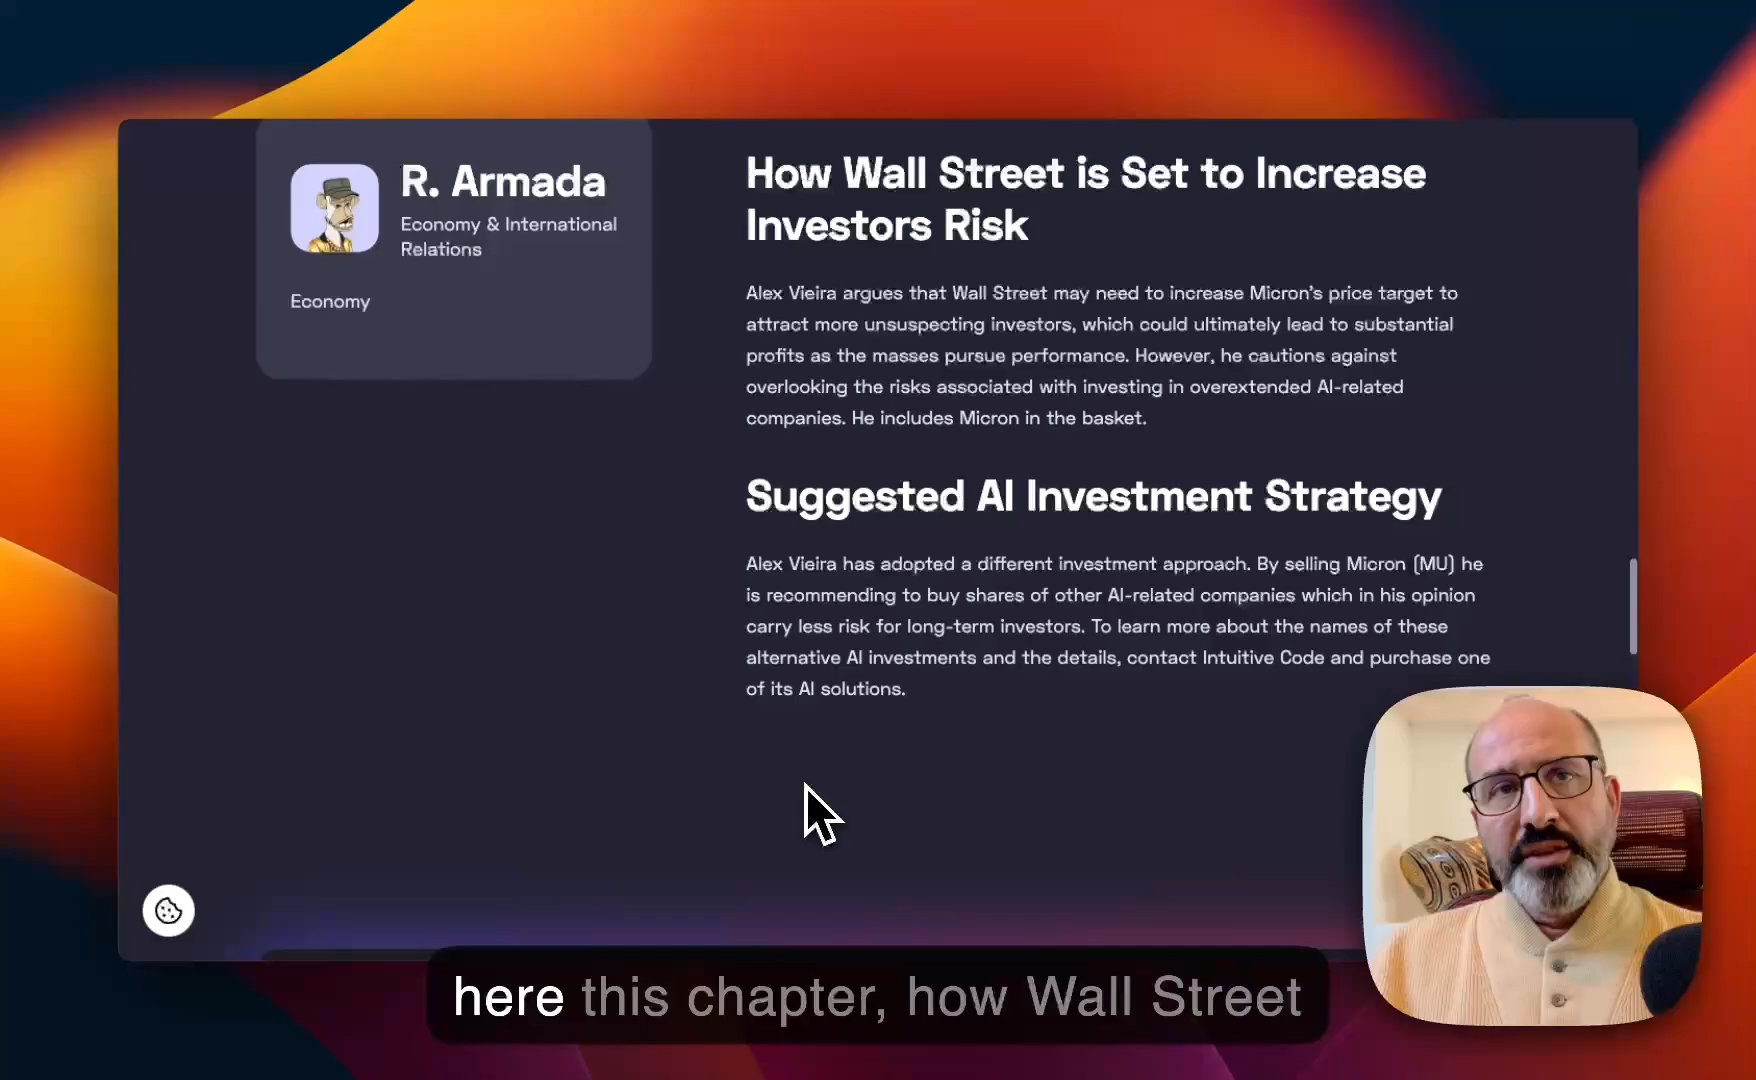 R. Armada
Economy & International
Relations
Economy
How Wall Street is Set to Increase
Investors Risk
Alex Vieira argues that Wall Street may need to increase Micron's price target to
attract more unsuspecting investors, which could ultimately lead to substantial
profits as the masses pursue performance. However, he cautions against
overlooking the risks associated with investing in overextended AI-related
companies. He includes Micron in the basket.
Suggested AI Investment Strategy
Alex Vieira has adopted a different investment approach. By selling Micron (MU) he
is recommending to buy shares of other AI-related companies which in his opinion
carry less risk for long-term investors. To learn more about the names of these
alternative AI investments and the details, contact Intuitive Code and purchase one
of its AI solutions.
here this chapter, how Wall Street